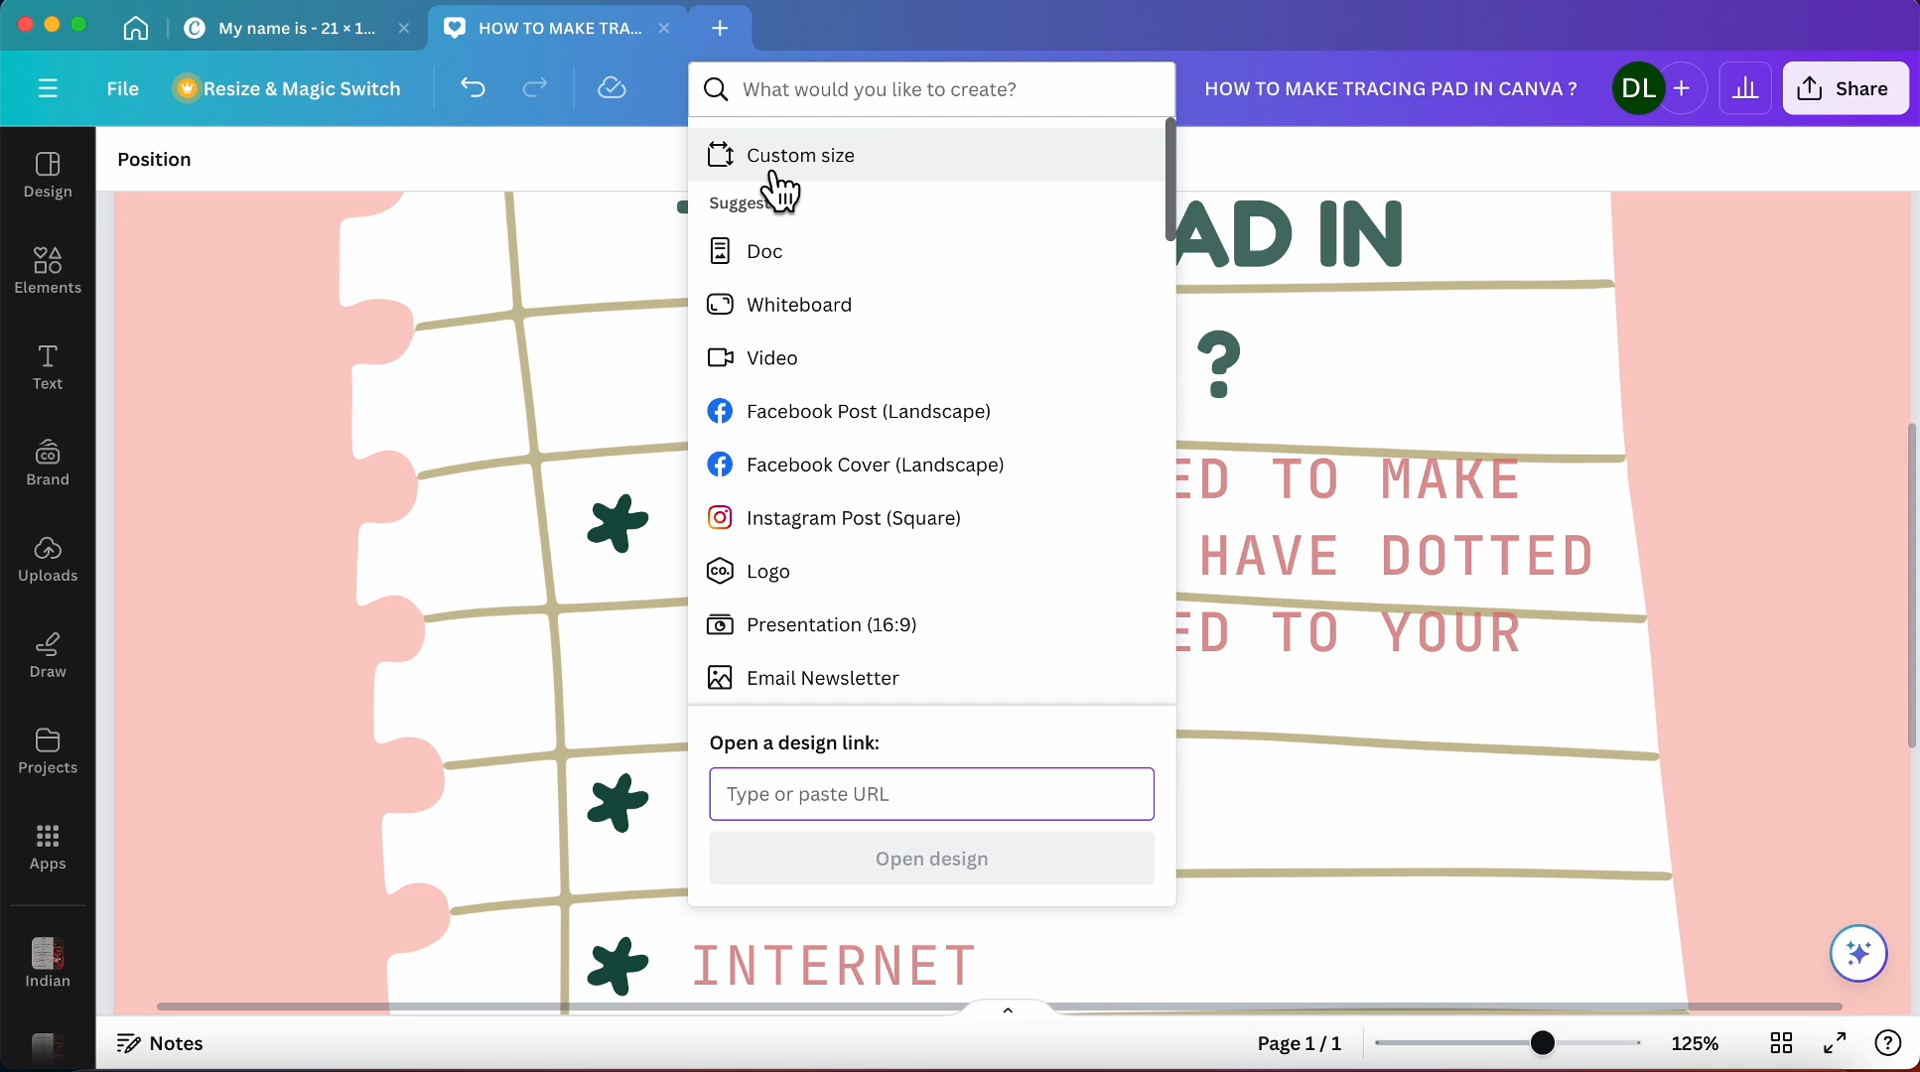 My name is - 21 × 1...
HOW TO MAKE TRA...
File
Resize & Magic Switch
What would you like to create?
HOW TO MAKE TRACING PAD IN CANVA ?
DL
Share
Position
Custom size
Suggest
Doc
Whiteboard
Video
Facebook Post (Landscape)
Facebook Cover (Landscape)
Instagram Post (Square)
CO.
Logo
Presentation (16:9)
Email Newsletter
Open a design link:
Type or paste URL
Open design
Design
Elements
Text
Brand
Uploads
Draw
Projects
Apps
Indian
AD IN
?
ED TO MAKE
HAVE DOTTED
ED TO YOUR
INTERNET
Notes
Page 1 / 1
125%